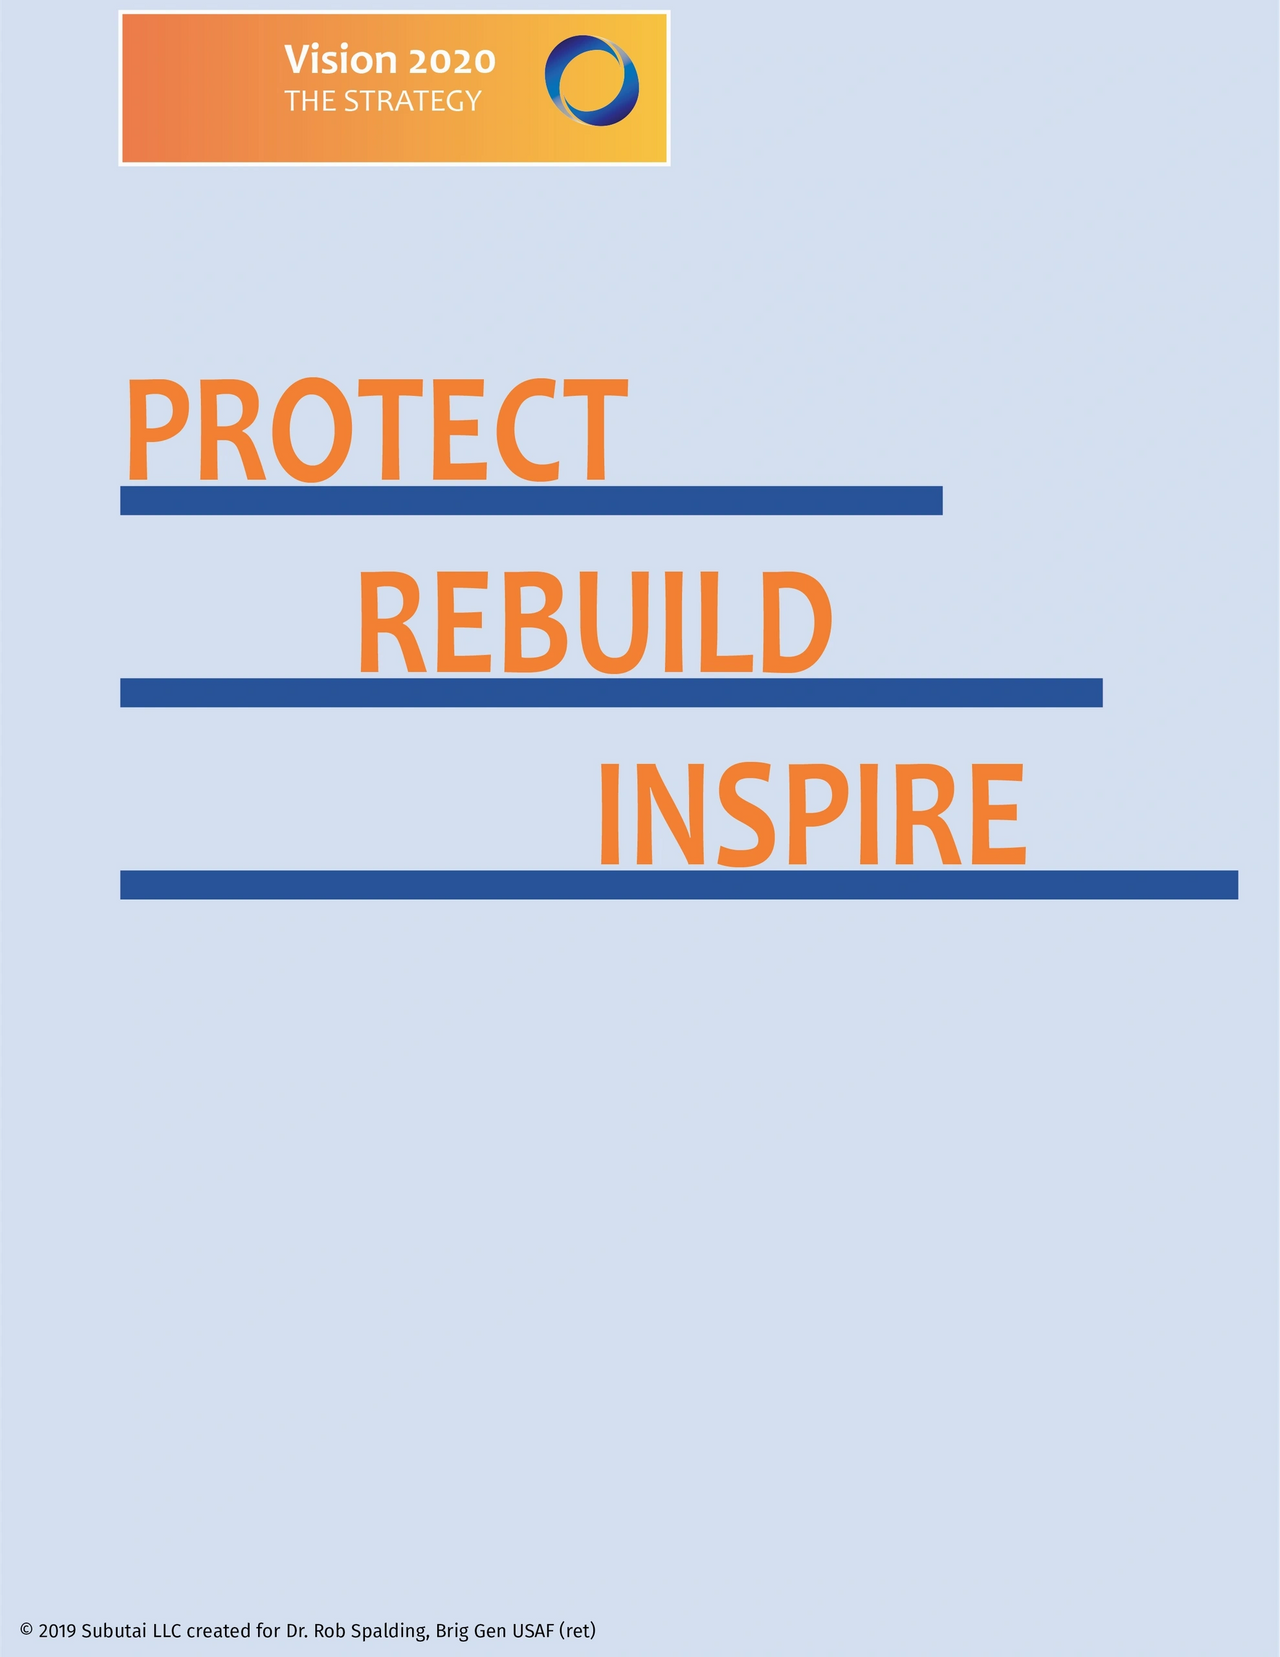 Vision 2020
THE STRATEGY
PROTECT
REBUILD
INSPIRE
© 2019 Subutai LLC created for Dr. Rob Spalding, Brig Gen USAF (ret)